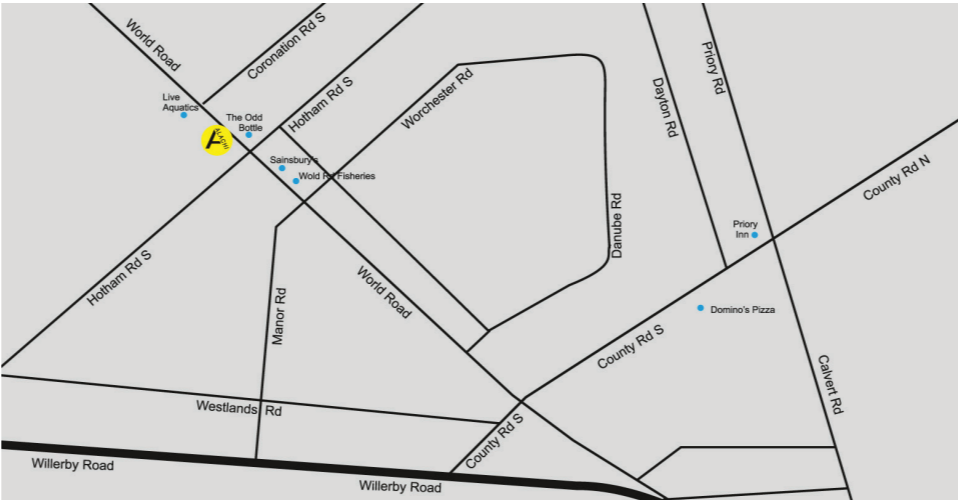 World Road
Coronation Rd S
Priory Rd
Live
Aquatics
The Odd
Bottle
Hotham Rd S
Worchester Rd
Dayton Rd
ALACHI
Sainsbury's
Wold Rd Fisheries
County Rd N
Danube Rd
Priory
Inn
Hotham Rd S
World Road
Manor Rd
Domino's Pizza
County Rd S
Calvert Rd
Westlands Rd
County Rd S
Willerby Road
Willerby Road